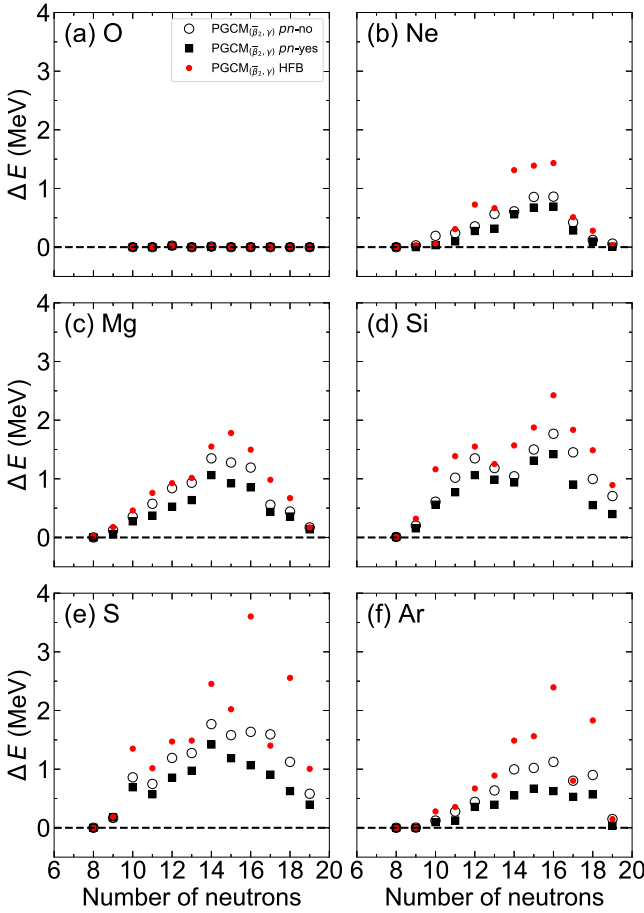 (a) O
PGCM(β̄₂, γ) pn-no
PGCM(β̄₂, γ) pn-yes
PGCM(β̄₂, γ) HFB
(b) Ne
4
3
2
1
0
ΔE (MeV)
(c) Mg
(d) Si
4
3
2
1
0
ΔE (MeV)
(e) S
(f) Ar
4
3
2
1
0
ΔE (MeV)
6 8 10 12 14 16 18 20
6 8 10 12 14 16 18 20
Number of neutrons
Number of neutrons